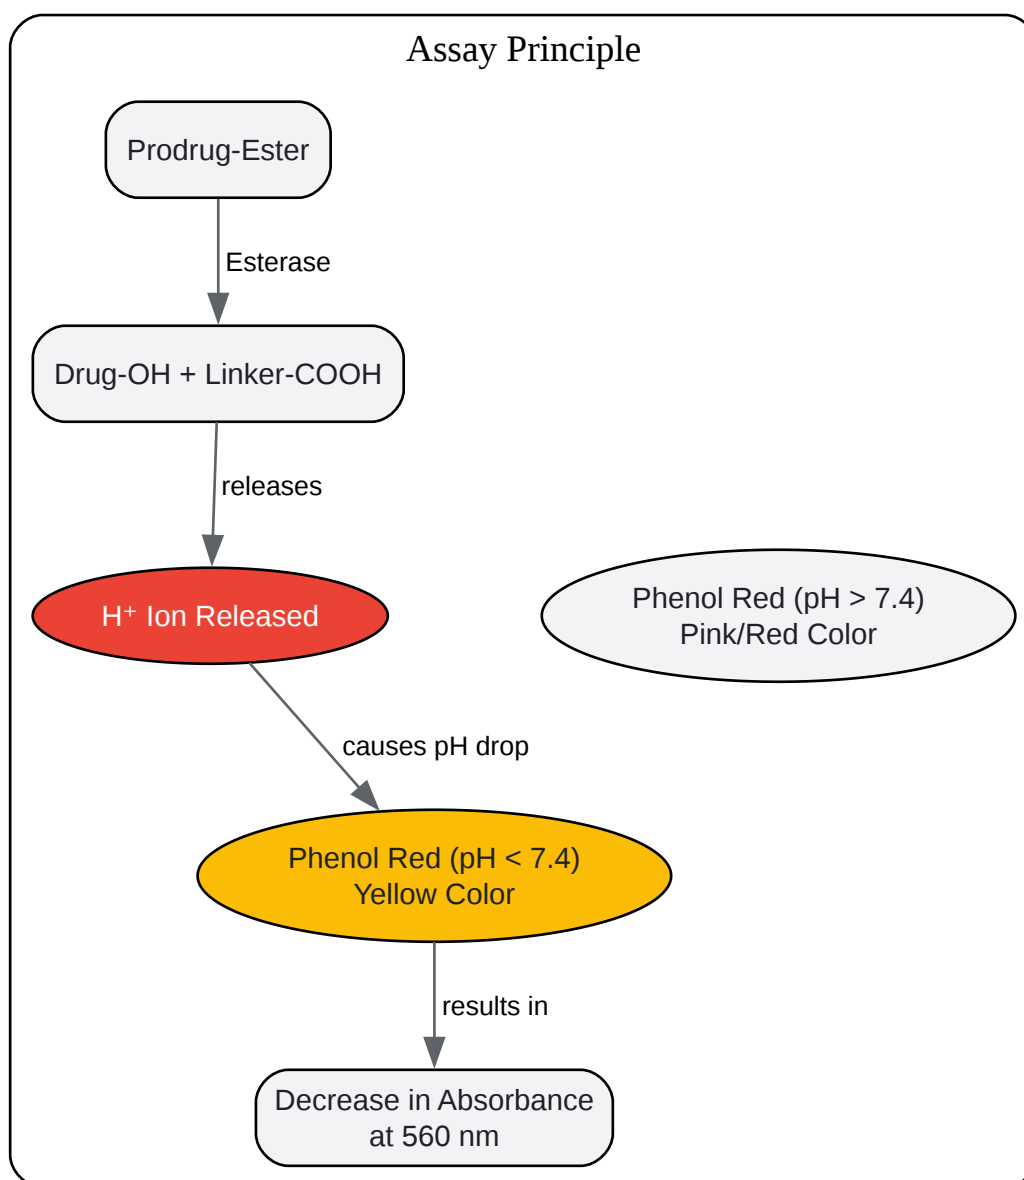 Assay Principle
Prodrug-Ester
Esterase
Drug-OH + Linker-COOH
releases
H⁺ Ion Released
Phenol Red (pH > 7.4)
Pink/Red Color
causes pH drop
Phenol Red (pH < 7.4)
Yellow Color
results in
Decrease in Absorbance
at 560 nm